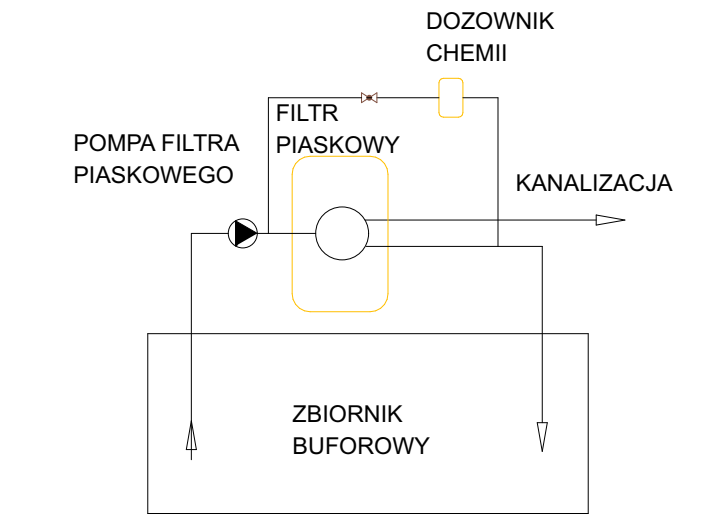 DOZOWNIK
CHEMII
FILTR
PIASKOWY
POMPA FILTRA
PIASKOWEGO
KANALIZACJA
ZBIORNIK
BUFOROWY